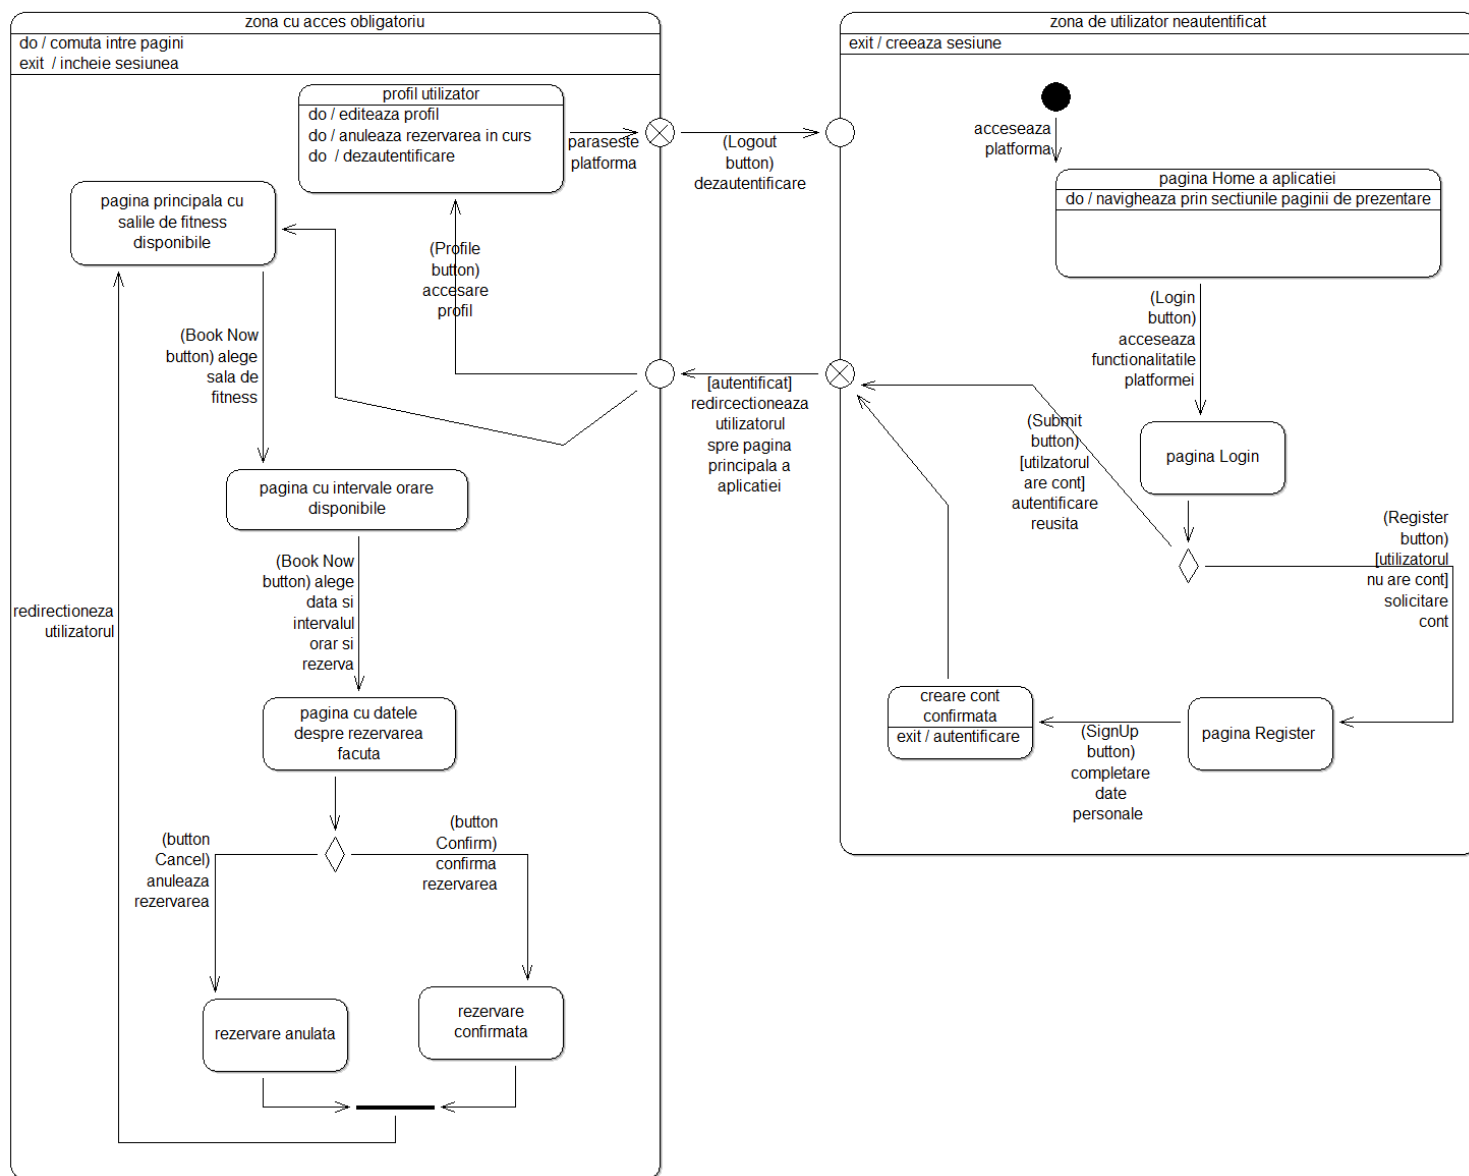 zona cu acces obligatoriu
do / comuta intre pagini
exit / incheie sesiunea
profil utilizator
do / editeaza profil
do / anuleaza rezervarea in curs
do / dezautentificare
paraseste
platforma
(Logout
button)
dezautentificare
pagina principala cu
salile de fitness
disponibile
(Profile
button)
accesare
profil
(Book Now
button) alege
sala de
fitness
pagina cu intervale orare
disponibile
(Book Now
button) alege
data si
intervalul
orar si
rezerva
redirectioneza
utilizatorul
pagina cu datele
despre rezervarea
facuta
(button
Cancel)
anuleaza
rezervarea
(button
Confirm)
confirma
rezervarea
rezervare anulata
rezervare
confirmata
[autentificat]
redircectioneaza
utilizatorul
spre pagina
principala a
aplicatiei
zona de utilizator neautentificat
exit / creeaza sesiune
acceseaza
platforma
pagina Home a aplicatiei
do / navigheaza prin sectiunile paginii de prezentare
(Login
button)
acceseaza
functionalitatile
platformei
pagina Login
(Submit
button)
[utilzatorul
are cont]
autentificare
reusita
(Register
button)
[utilizatorul
nu are cont]
solicitare
cont
pagina Register
(SignUp
button)
completare
date
personale
creare cont
confirmata
exit / autentificare